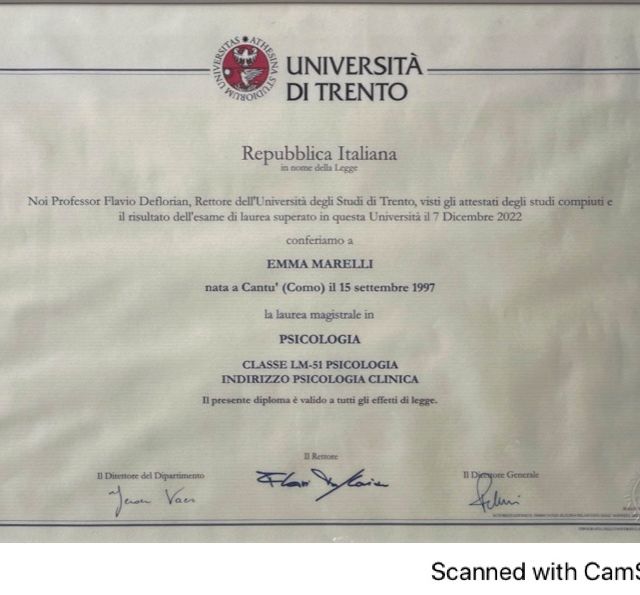 UNIVERSITAS ATHESINA STUDIORUM
UNIVERSITÀ
DI TRENTO
Repubblica Italiana
in nome della Legge
Noi Professor Flavio Deflorian, Rettore dell'Università degli Studi di Trento, visti gli attestati degli studi compiuti e
il risultato dell'esame di laurea superato in questa Università il 7 Dicembre 2022
conferiamo a
EMMA MARELLI
nata a Cantu' (Como) il 15 settembre 1997
la laurea magistrale in
PSICOLOGIA
CLASSE LM-51 PSICOLOGIA
INDIRIZZO PSICOLOGIA CLINICA
Il presente diploma è valido a tutti gli effetti di legge.
Il Rettore
Il Direttore del Dipartimento
Il Direttore Generale
Scanned with CamS